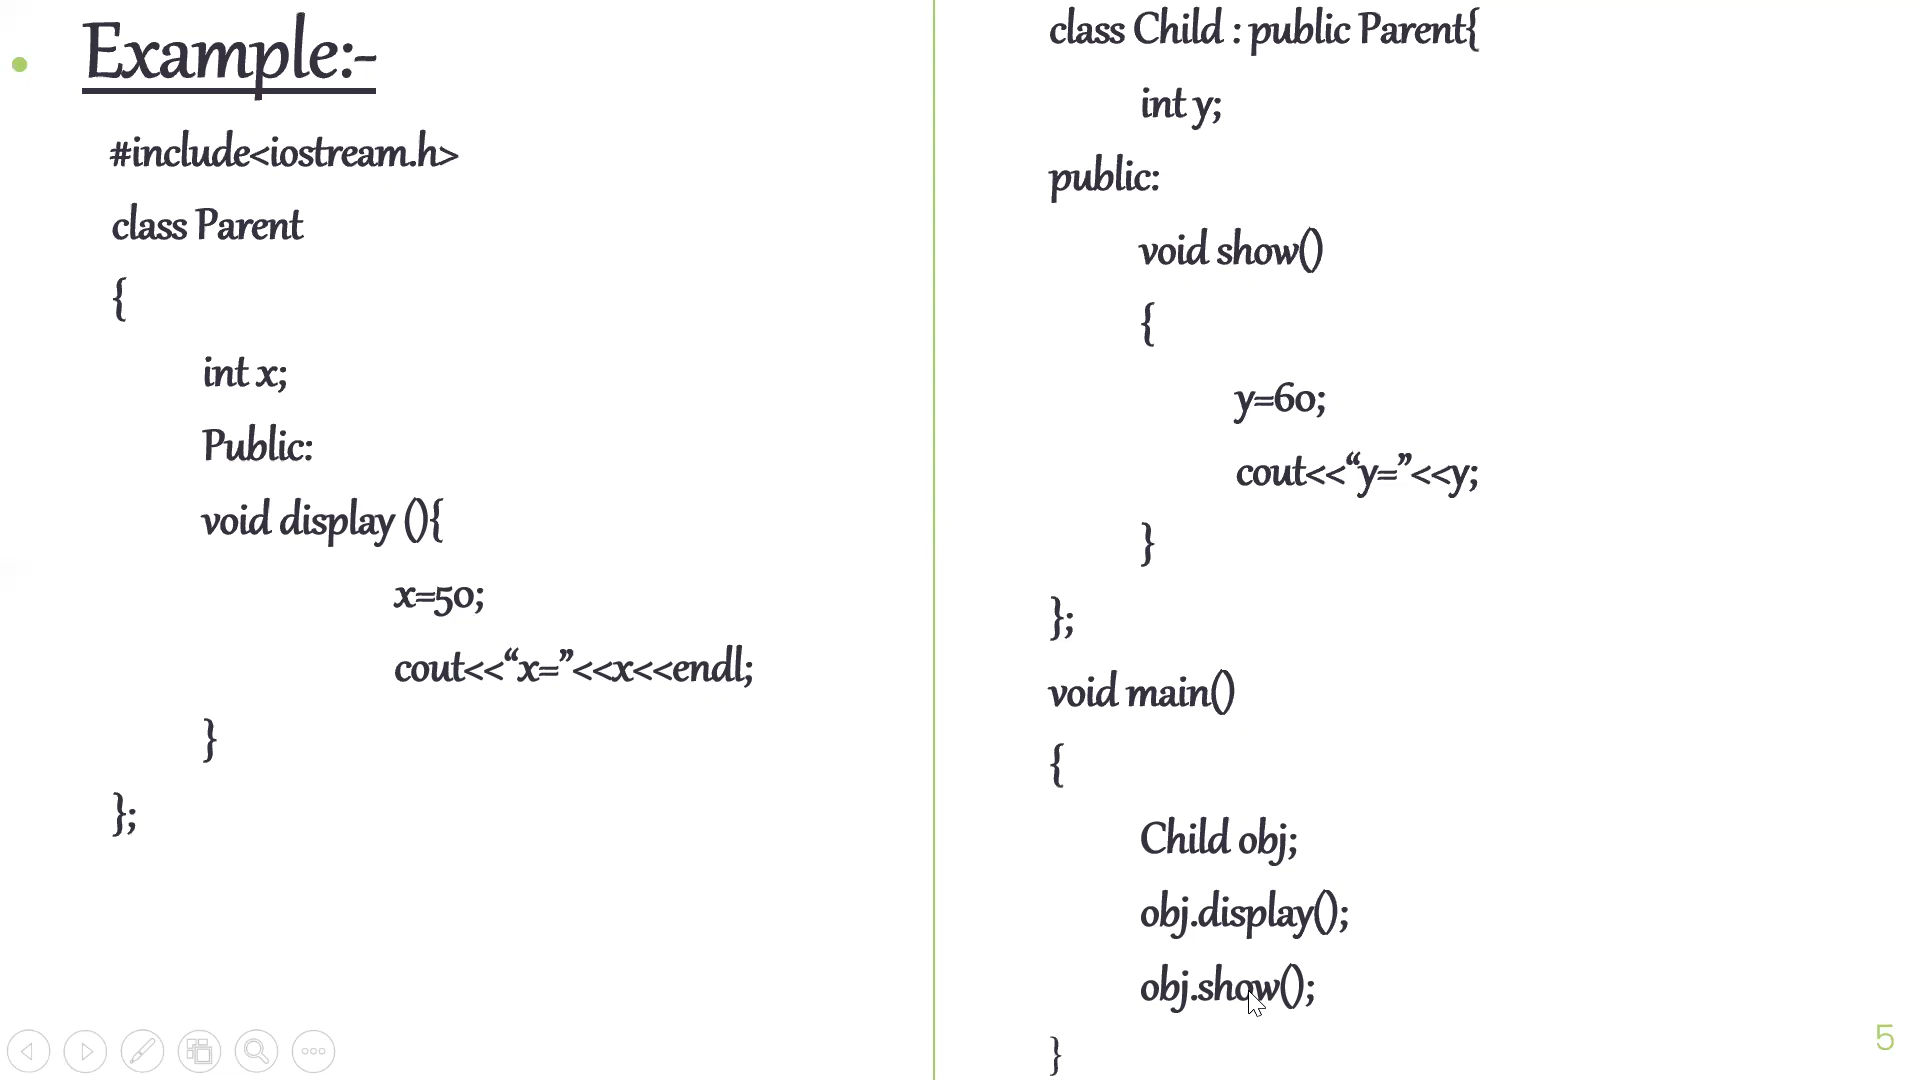 Example:-
#include<iostream.h>
class Parent
{
int x;
Public:
void display (){
x=50;
cout<<“x=”<<x<<endl;
}
};
class Child : public Parent{
int y;
public:
void show()
{
y=60;
cout<<“y=”<<y;
}
};
void main()
{
Child obj;
obj.display();
obj.show();
}
5